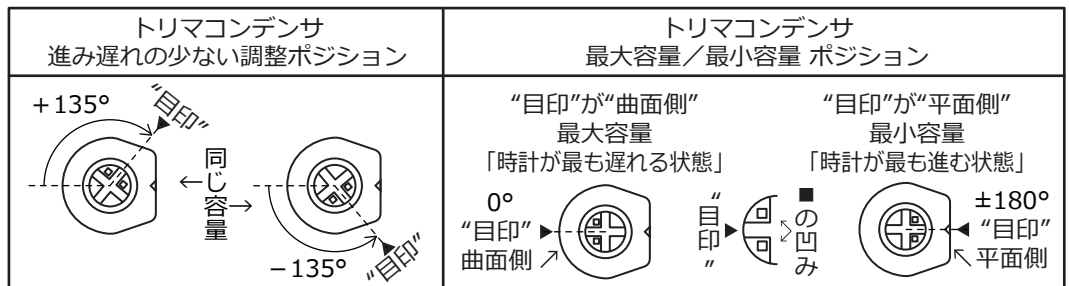 トリマコンデンサ
進み遅れの少ない調整ポジション
+135°
“目印”
同じ容量
←
→
−135°
“目印”
トリマコンデンサ
最大容量／最小容量 ポジション
“目印”が“曲面側”
最大容量
「時計が最も遅れる状態」
0°
“目印”
曲面側
“目印”
■の凹み
“目印”が“平面側”
最小容量
「時計が最も進む状態」
±180°
“目印”
平面側